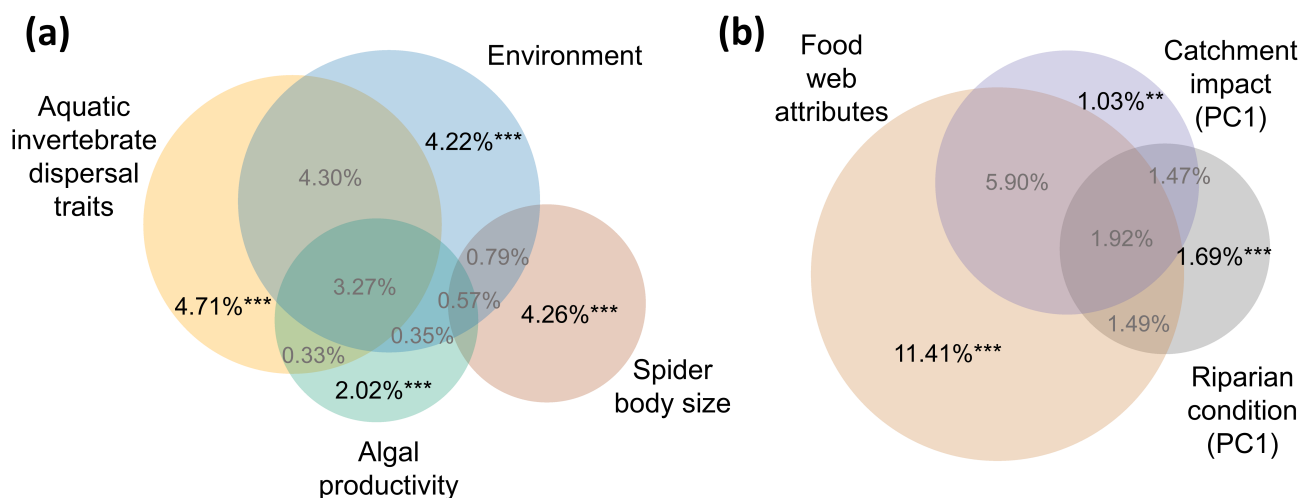 (a)
Environment
Aquatic
invertebrate
dispersal
traits
4.22%***
4.30%
0.79%
3.27%
0.57%
4.71%***
4.26%***
0.35%
0.33%
2.02%***
Spider
body size
Algal
productivity
(b)
Food
web
attributes
Catchment
impact
(PC1)
1.03%**
5.90%
1.47%
1.92%
1.69%***
1.49%
11.41%***
Riparian
condition
(PC1)